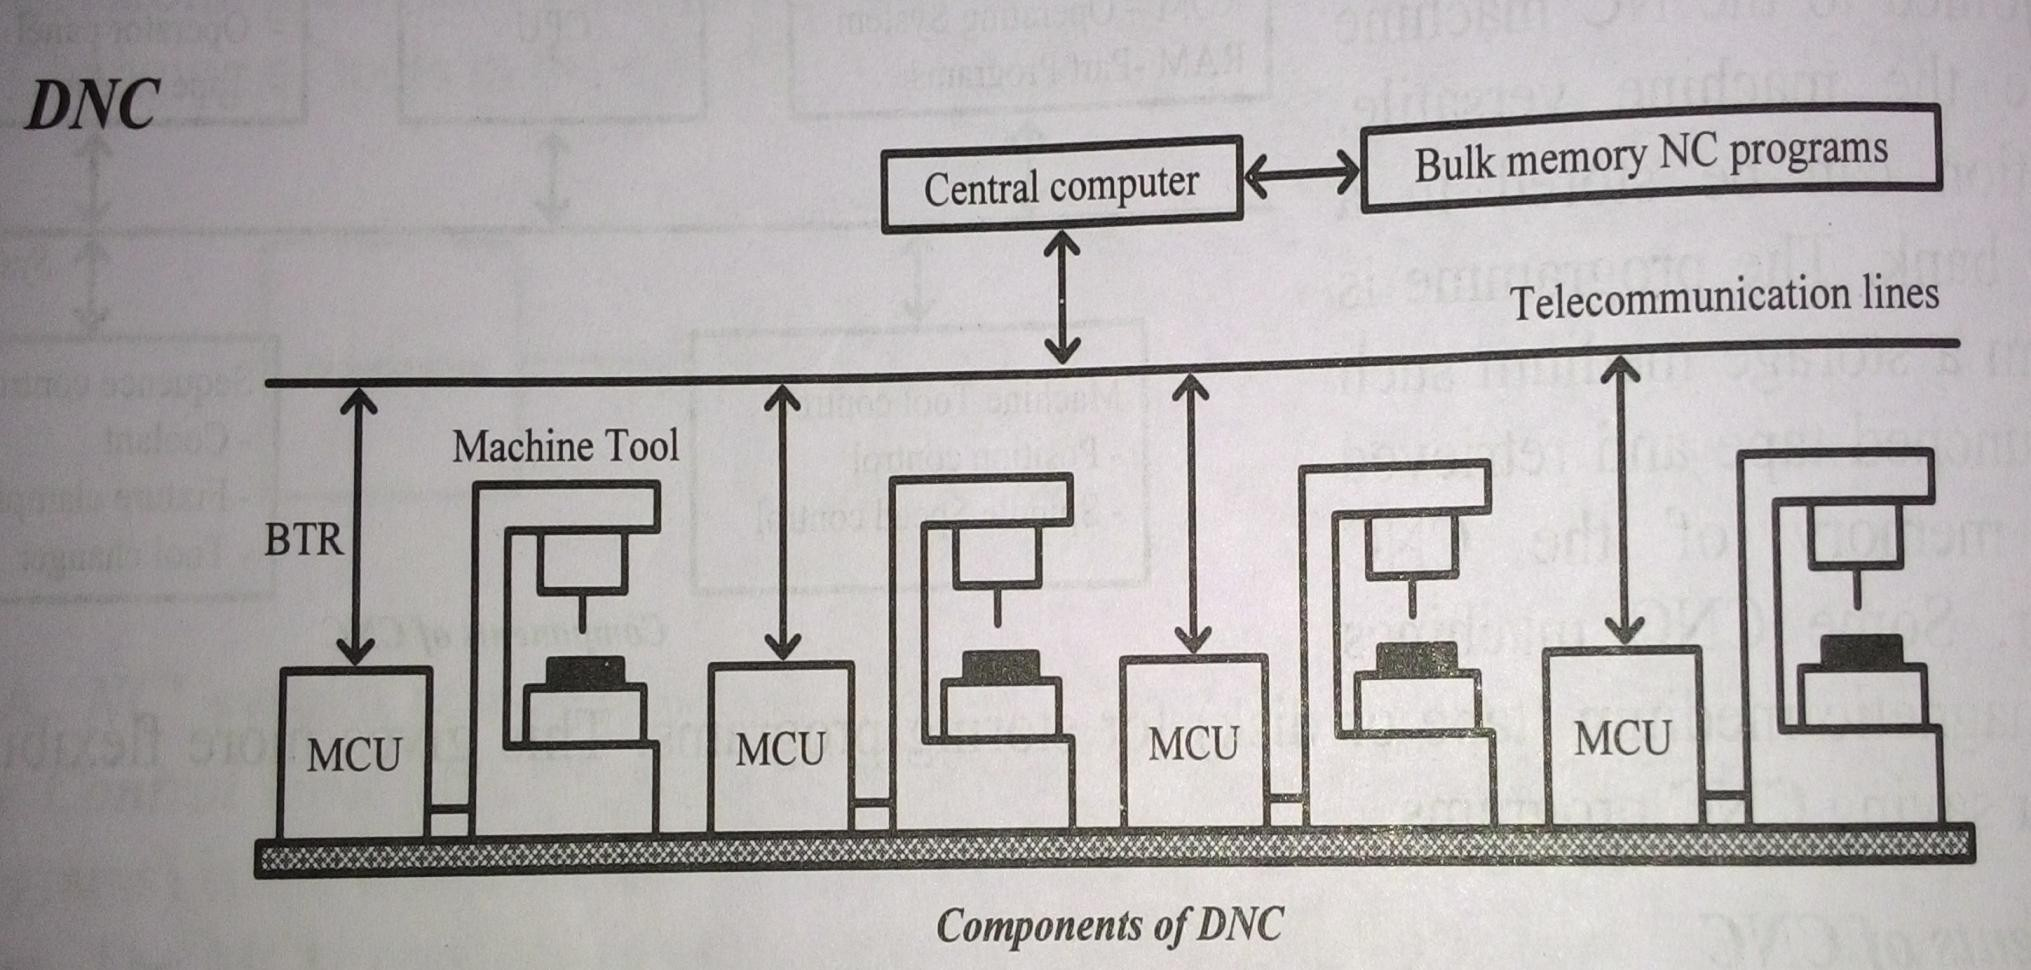 DNC
Central computer
Bulk memory NC programs
Telecommunication lines
Machine Tool
BTR
MCU
MCU
MCU
MCU
Components of DNC